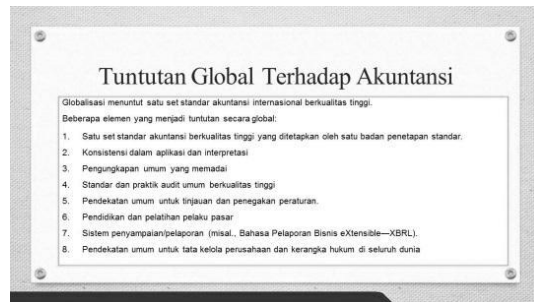 Tuntutan Global Terhadap Akuntansi
Globalisasi menuntut satu set standar akuntansi internasional berkualitas tinggi.
Beberapa elemen yang menjadi tuntutan secara global:
1. Satu set standar akuntansi berkualitas tinggi yang ditetapkan oleh satu badan penetapan standar.
2. Konsistensi dalam aplikasi dan interpretasi
3. Pengungkapan umum yang memadai
4. Standar dan praktik audit umum berkualitas tinggi
5. Pendekatan umum untuk tinjauan dan penegakan peraturan.
6. Pendidikan dan pelatihan pelaku pasar
7. Sistem penyampaian/pelaporan (misal., Bahasa Pelaporan Bisnis eXtensible—XBRL).
8. Pendekatan umum untuk tata kelola perusahaan dan kerangka hukum di seluruh dunia